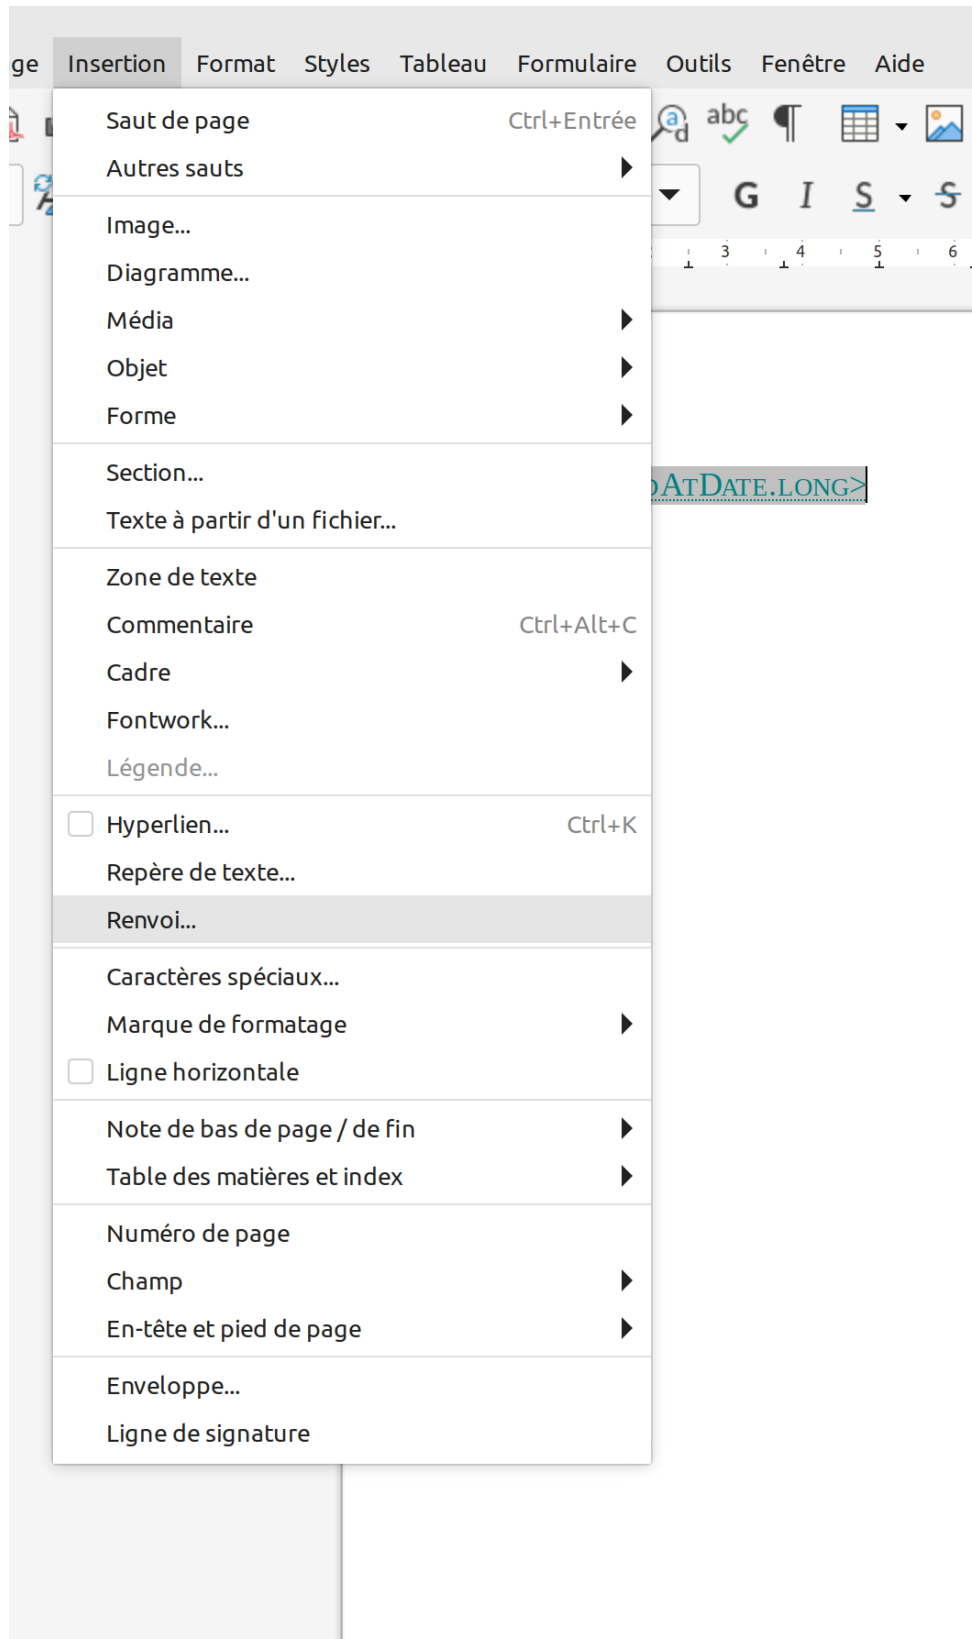 ge Insertion Format Styles Tableau Formulaire Outils Fenêtre Aide
Saut de page Ctrl+Entrée
Autres sauts
Image...
Diagramme...
Média
Objet
Forme
Section...
Texte à partir d'un fichier...
Zone de texte
Commentaire Ctrl+Alt+C
Cadre
Fontwork...
Légende...
Hyperlien... Ctrl+K
Repère de texte...
Renvoi...
Caractères spéciaux...
Marque de formatage
Ligne horizontale
Note de bas de page / de fin
Table des matières et index
Numéro de page
Champ
En-tête et pied de page
Enveloppe...
Ligne de signature
abc
G I S S
3 4 5 6
AtDate.long>